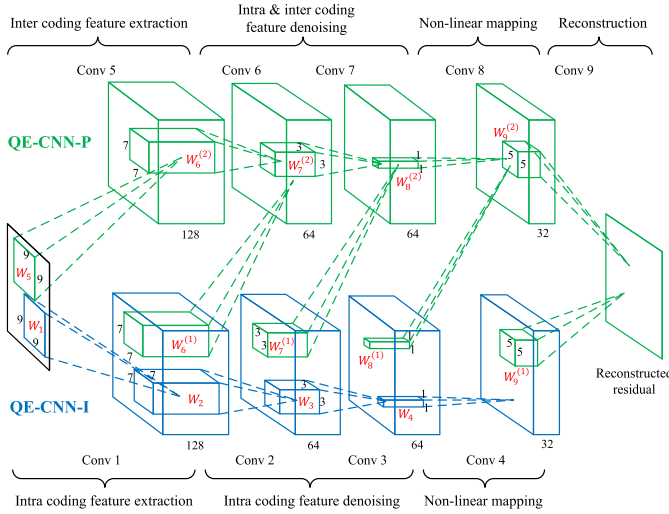 Inter coding feature extraction
Intra & inter coding
feature denoising
Non-linear mapping
Reconstruction
Conv 5
Conv 6
Conv 7
Conv 8
Conv 9
QE-CNN-P
7
7
W₆⁽²⁾
3
3
W₇⁽²⁾
1
1
W₈⁽²⁾
W₉⁽²⁾
5
5
128
64
64
32
9
9
W₅
9
9
W₁
7
7
W₆⁽¹⁾
3
3
W₇⁽¹⁾
1
W₈⁽¹⁾
5
5
W₉⁽¹⁾
Reconstructed
residual
QE-CNN-I
7
7
W₂
3
3
W₃
1
1
W₄
128
64
64
32
Conv 1
Conv 2
Conv 3
Conv 4
Intra coding feature extraction
Intra coding feature denoising
Non-linear mapping